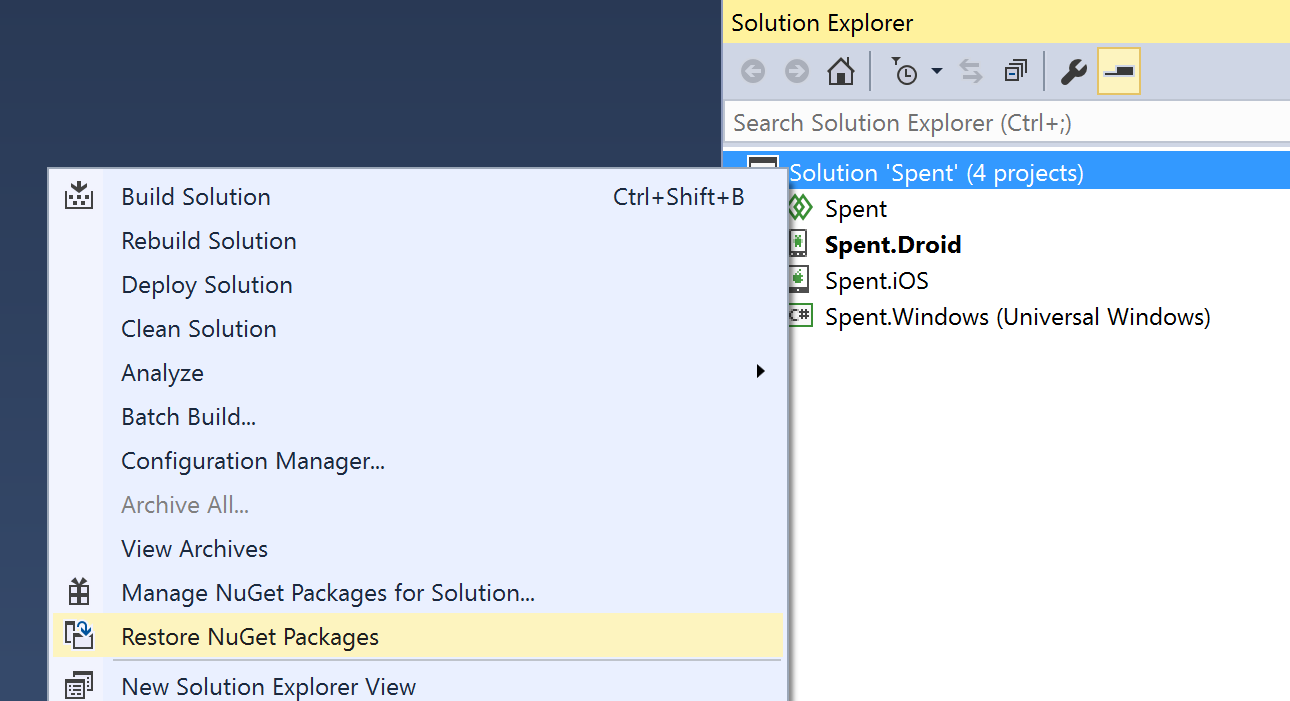 Solution Explorer
Search Solution Explorer (Ctrl+;)
Solution 'Spent' (4 projects)
Spent
Spent.Droid
Spent.iOS
C# Spent.Windows (Universal Windows)
Build Solution Ctrl+Shift+B
Rebuild Solution
Deploy Solution
Clean Solution
Analyze
Batch Build...
Configuration Manager...
Archive All...
View Archives
Manage NuGet Packages for Solution...
Restore NuGet Packages
New Solution Explorer View